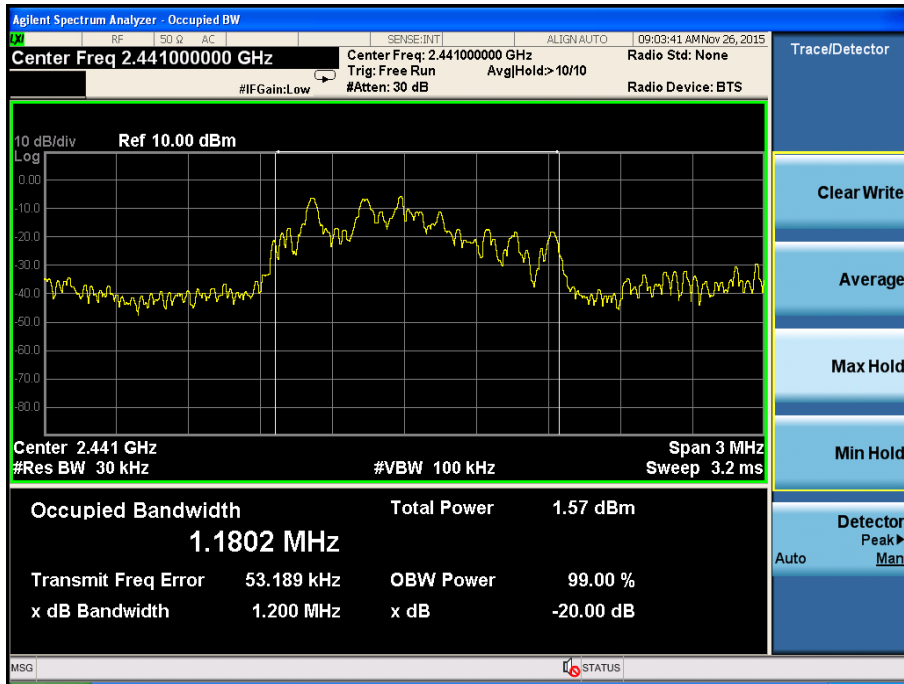 Agilent Spectrum Analyzer - Occupied BW
LXI RF 50 Ω AC SENSE:INT ALIGN AUTO 09:03:41 AM Nov 26, 2015
Center Freq 2.441000000 GHz
Center Freq: 2.441000000 GHz
Radio Std: None
Trig: Free Run Avg|Hold:>10/10
#IFGain:Low #Atten: 30 dB Radio Device: BTS
Trace/Detector
10 dB/div Ref 10.00 dBm
Log
0.00
-10.0
-20.0
-30.0
-40.0
-50.0
-60.0
-70.0
-80.0
Center 2.441 GHz Span 3 MHz
#Res BW 30 kHz #VBW 100 kHz Sweep 3.2 ms
Occupied Bandwidth Total Power 1.57 dBm
1.1802 MHz
Transmit Freq Error 53.189 kHz OBW Power 99.00 %
x dB Bandwidth 1.200 MHz x dB -20.00 dB
Clear Write
Average
Max Hold
Min Hold
Detector
Peak▶
Auto Man
MSG STATUS